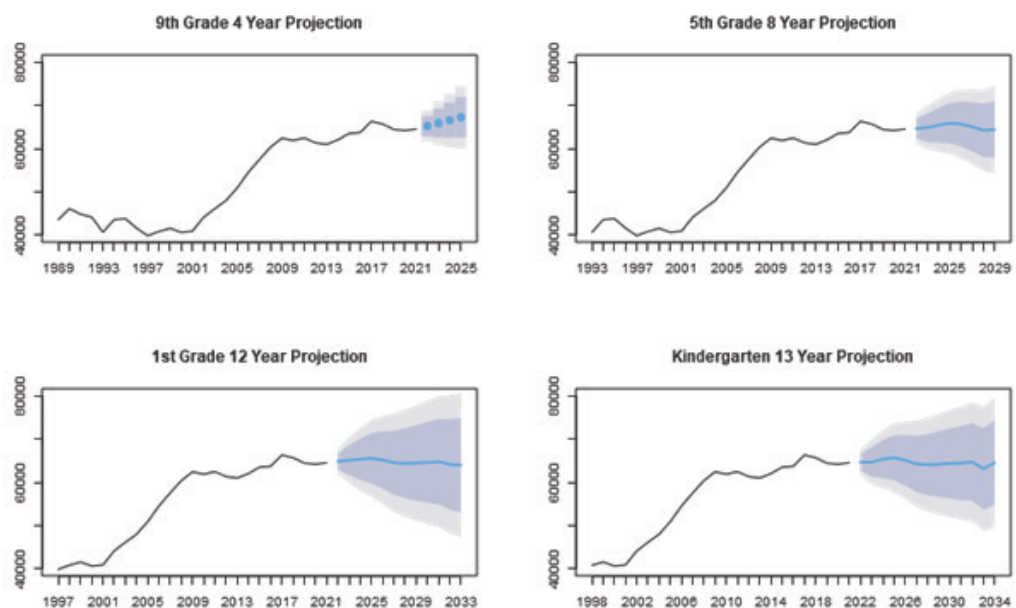 9th Grade 4 Year Projection
80000
60000
40000
1989 1993 1997 2001 2005 2009 2013 2017 2021 2025
5th Grade 8 Year Projection
80000
60000
40000
1993 1997 2001 2005 2009 2013 2017 2021 2025 2029
1st Grade 12 Year Projection
80000
60000
40000
1997 2001 2005 2009 2013 2017 2021 2025 2029 2033
Kindergarten 13 Year Projection
80000
60000
40000
1998 2002 2006 2010 2014 2018 2022 2026 2030 2034